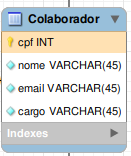 Colaborador
cpf INT
nome VARCHAR(45)
email VARCHAR(45)
cargo VARCHAR(45)
Indexes